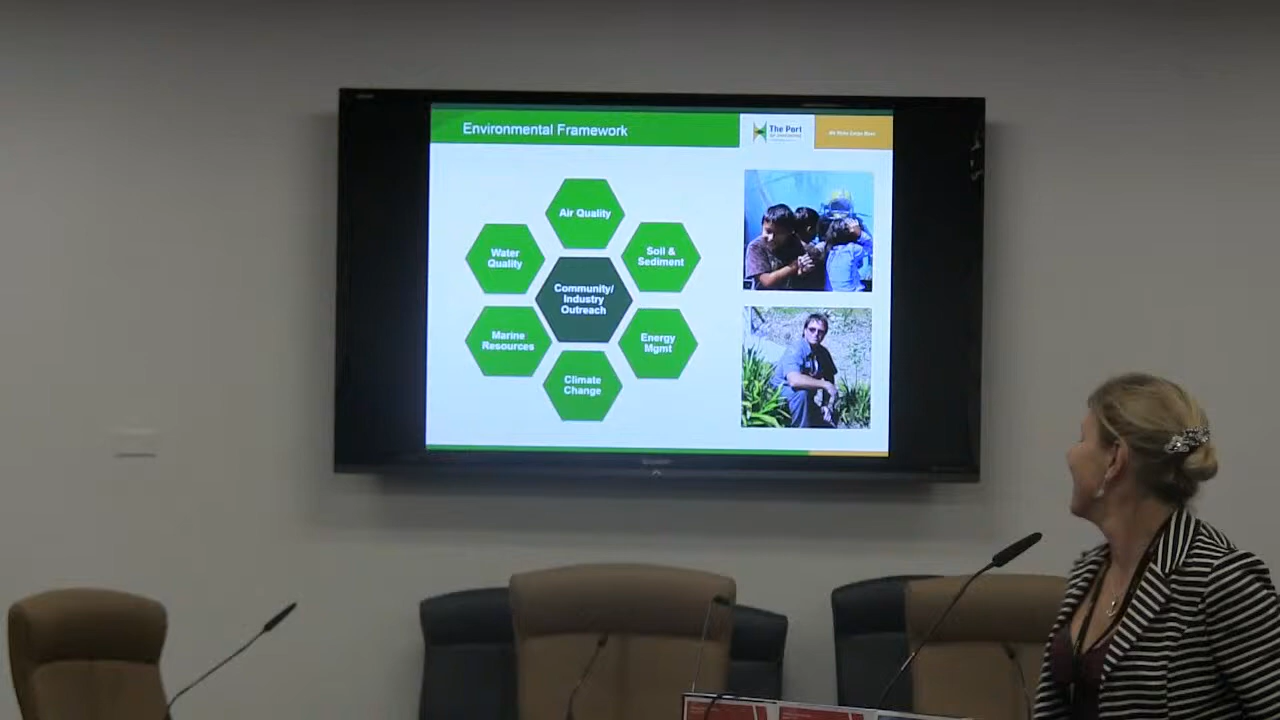 Environmental Framework
The Port
Air Quality
Water
Quality
Soil &
Sediment
Community/
Industry
Outreach
Marine
Resources
Energy
Mgmt
Climate
Change